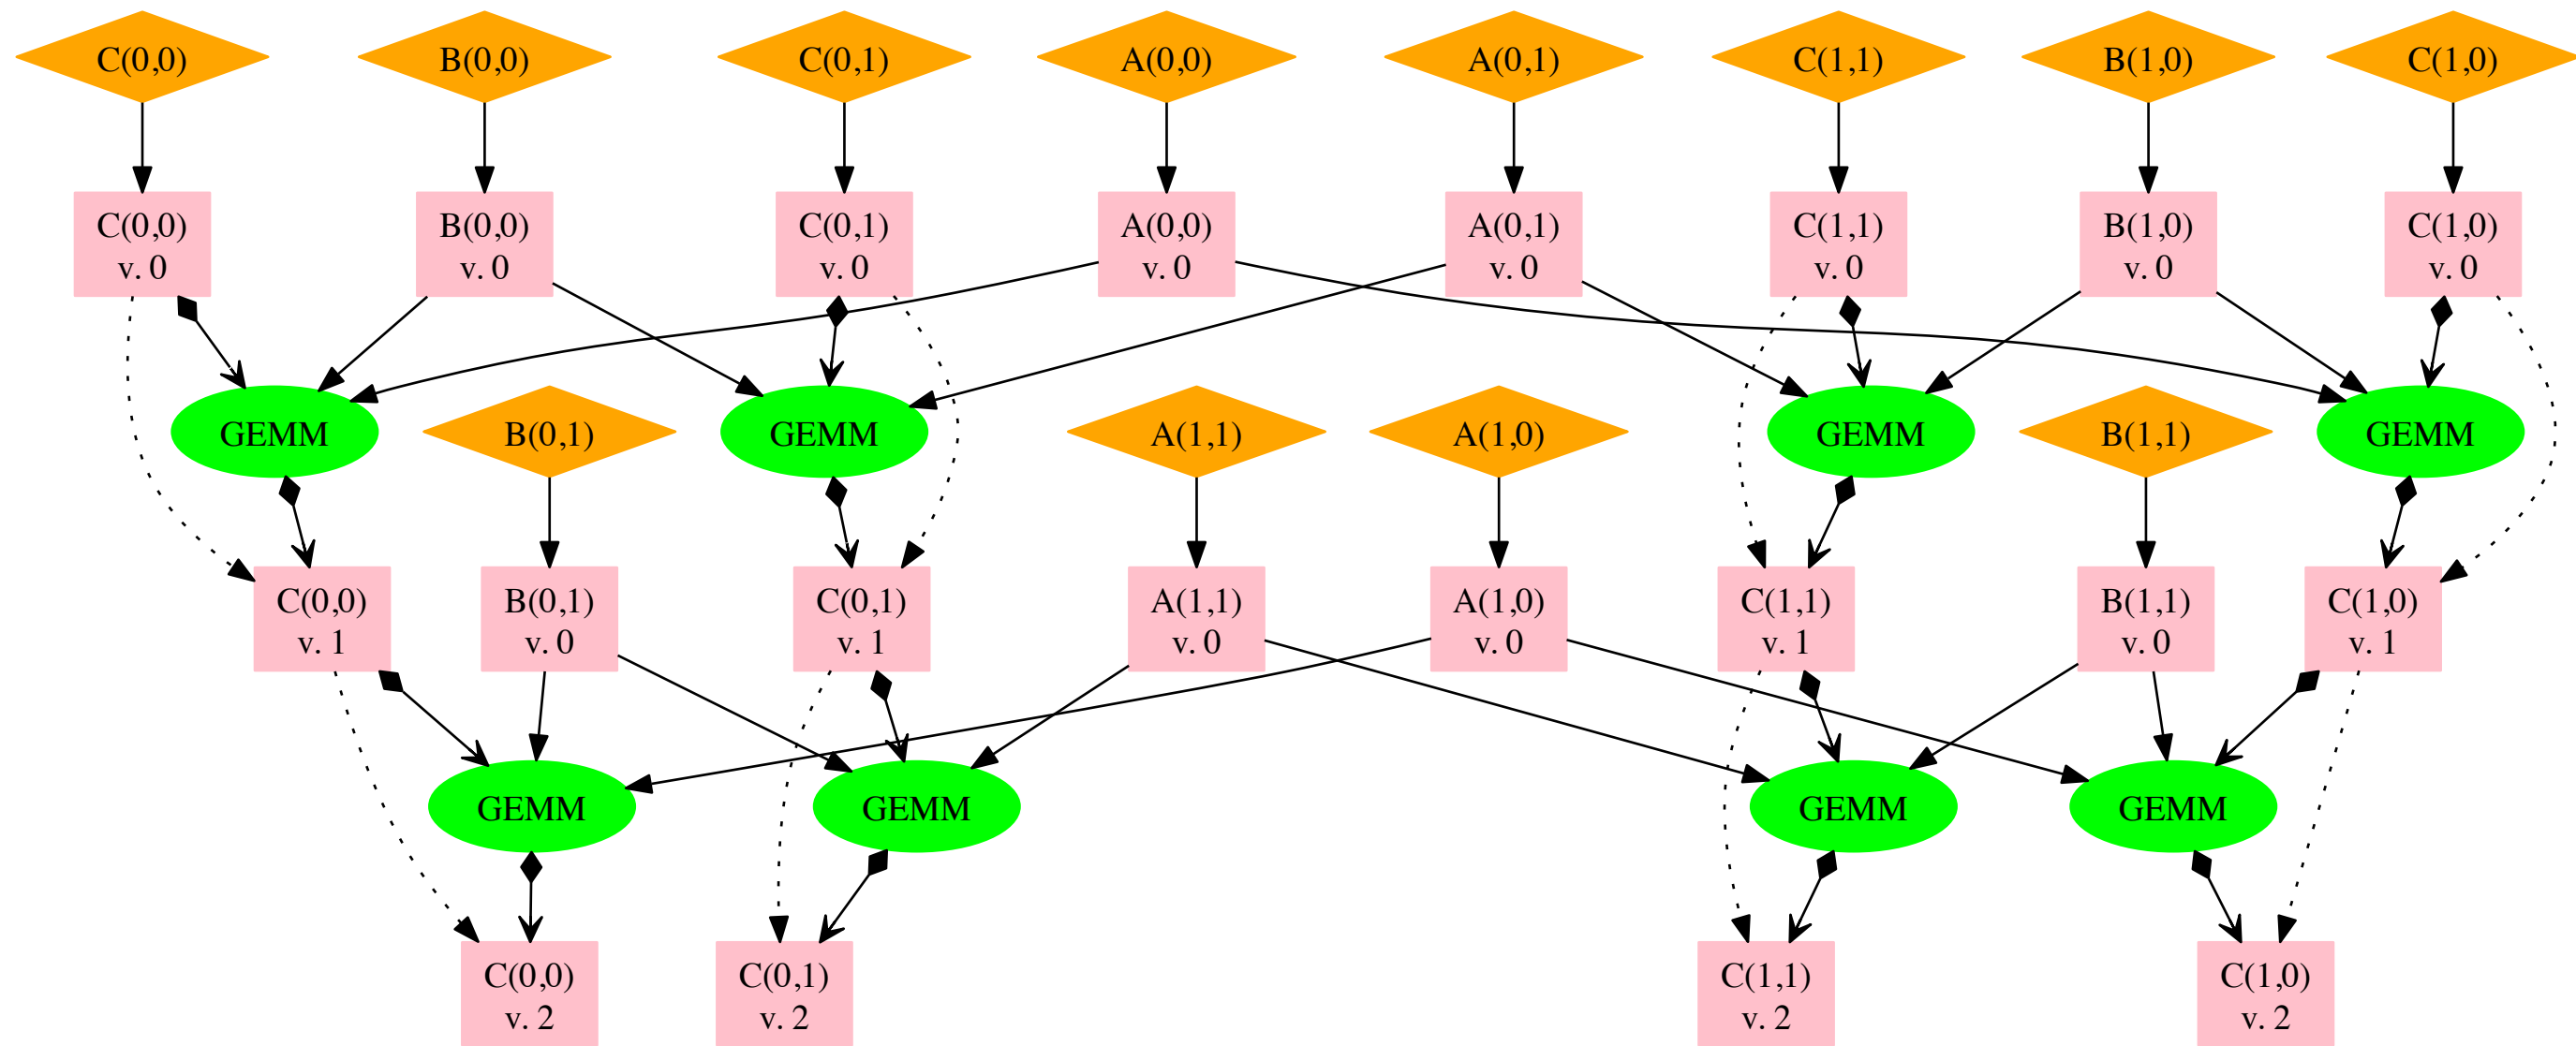 C(0,0)
B(0,0)
C(0,1)
A(0,0)
A(0,1)
C(1,1)
B(1,0)
C(1,0)
C(0,0)
v. 0
B(0,0)
v. 0
C(0,1)
v. 0
A(0,0)
v. 0
A(0,1)
v. 0
C(1,1)
v. 0
B(1,0)
v. 0
C(1,0)
v. 0
GEMM
B(0,1)
GEMM
A(1,1)
A(1,0)
GEMM
B(1,1)
GEMM
C(0,0)
v. 1
B(0,1)
v. 0
C(0,1)
v. 1
A(1,1)
v. 0
A(1,0)
v. 0
C(1,1)
v. 1
B(1,1)
v. 0
C(1,0)
v. 1
GEMM
GEMM
GEMM
GEMM
C(0,0)
v. 2
C(0,1)
v. 2
C(1,1)
v. 2
C(1,0)
v. 2